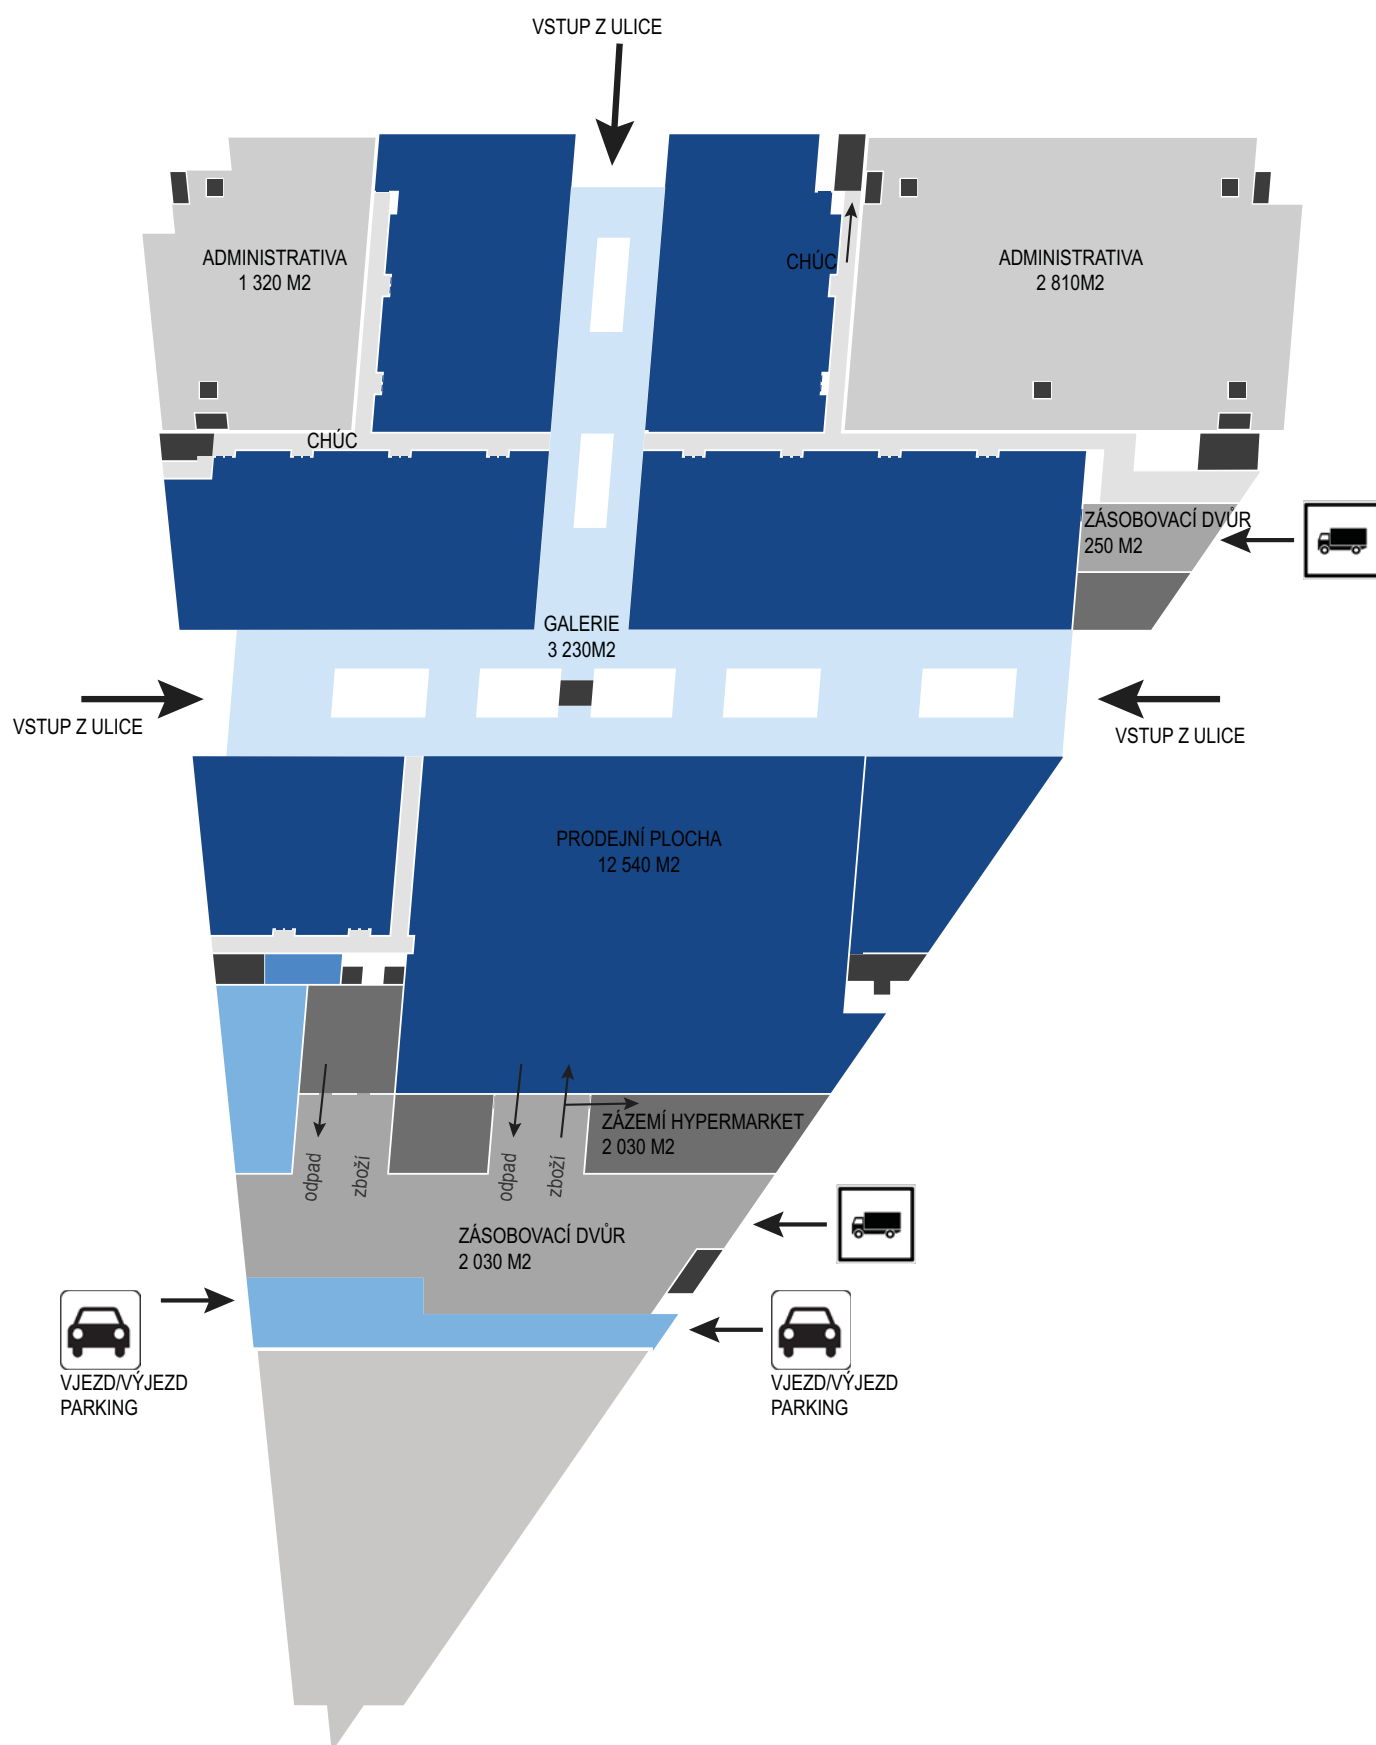 VSTUP Z ULICE
ADMINISTRATIVA
1 320 M2
CHÚC
ADMINISTRATIVA
2 810M2
CHÚC
ZÁSOBOVACÍ DVŮR
250 M2
GALERIE
3 230M2
VSTUP Z ULICE
VSTUP Z ULICE
PRODEJNÍ PLOCHA
12 540 M2
ZÁZEMÍ HYPERMARKET
2 030 M2
odpad
zboží
odpad
zboží
ZÁSOBOVACÍ DVŮR
2 030 M2
VJEZD/VÝJEZD
PARKING
VJEZD/VÝJEZD
PARKING